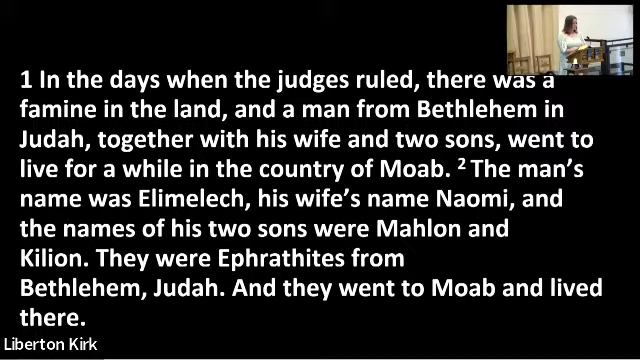 1 In the days when the judges ruled, there was a
famine in the land, and a man from Bethlehem in
Judah, together with his wife and two sons, went to
live for a while in the country of Moab. ² The man’s
name was Elimelech, his wife’s name Naomi, and
the names of his two sons were Mahlon and
Kilion. They were Ephrathites from
Bethlehem, Judah. And they went to Moab and lived
there.
Liberton Kirk